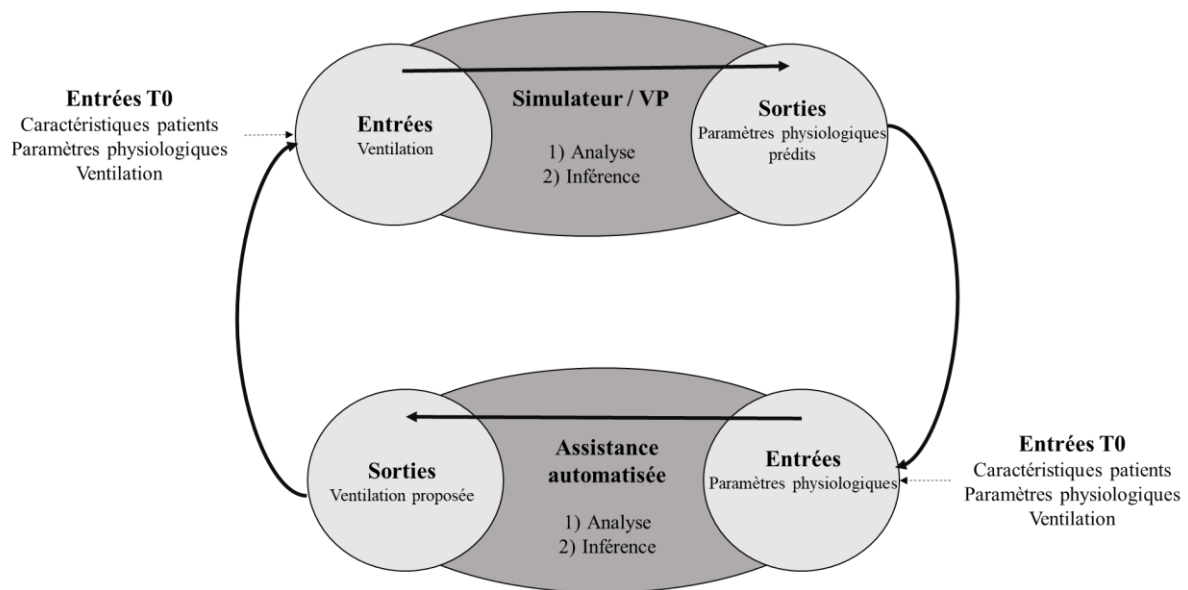 Entrées T0
Caractéristiques patients
Paramètres physiologiques
Ventilation
Entrées
Ventilation
Simulateur / VP
1) Analyse
2) Inférence
Sorties
Paramètres physiologiques
prédits
Sorties
Ventilation proposée
Assistance
automatisée
1) Analyse
2) Inférence
Entrées
Paramètres physiologiques
Entrées T0
Caractéristiques patients
Paramètres physiologiques
Ventilation